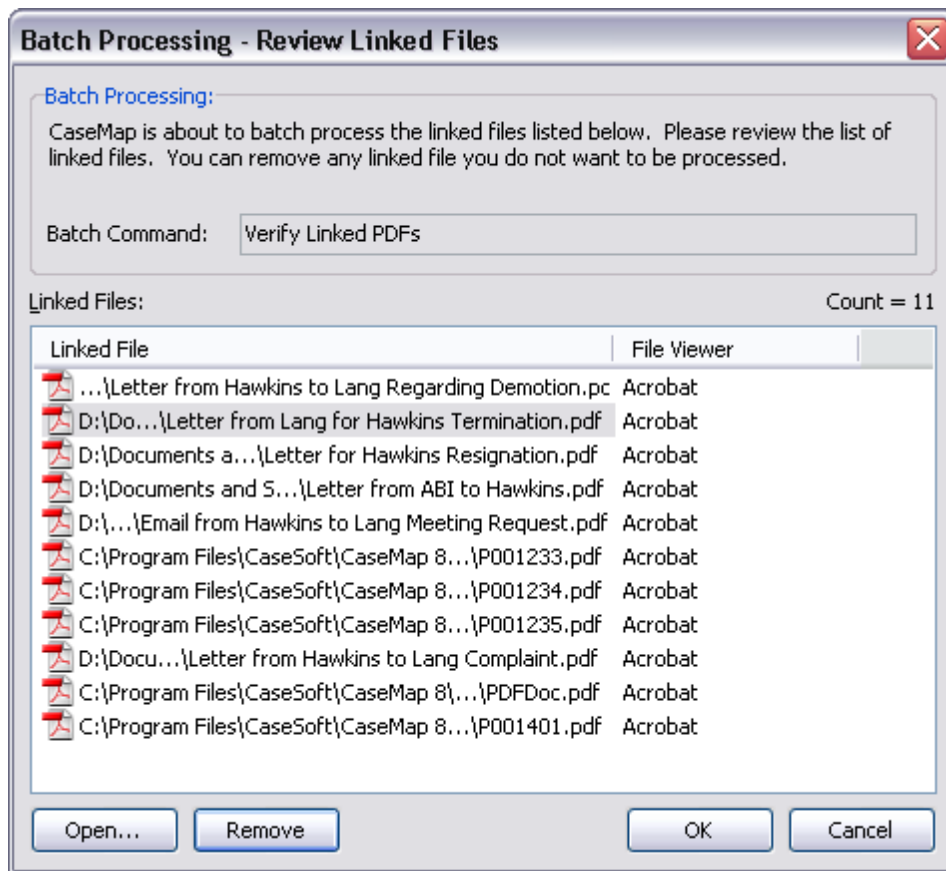 Batch Processing - Review Linked Files
Batch Processing:
CaseMap is about to batch process the linked files listed below.  Please review the list of
linked files.  You can remove any linked file you do not want to be processed.
Batch Command: Verify Linked PDFs
Linked Files: Count = 11
Linked File File Viewer
...\Letter from Hawkins to Lang Regarding Demotion.pc Acrobat
D:\Do...\Letter from Lang for Hawkins Termination.pdf Acrobat
D:\Documents a...\Letter for Hawkins Resignation.pdf Acrobat
D:\Documents and S...\Letter from ABI to Hawkins.pdf Acrobat
D:\...\Email from Hawkins to Lang Meeting Request.pdf Acrobat
C:\Program Files\CaseSoft\CaseMap 8...\P001233.pdf Acrobat
C:\Program Files\CaseSoft\CaseMap 8...\P001234.pdf Acrobat
C:\Program Files\CaseSoft\CaseMap 8...\P001235.pdf Acrobat
D:\Docu...\Letter from Hawkins to Lang Complaint.pdf Acrobat
C:\Program Files\CaseSoft\CaseMap 8\...\PDFDoc.pdf Acrobat
C:\Program Files\CaseSoft\CaseMap 8...\P001401.pdf Acrobat
Open... Remove OK Cancel